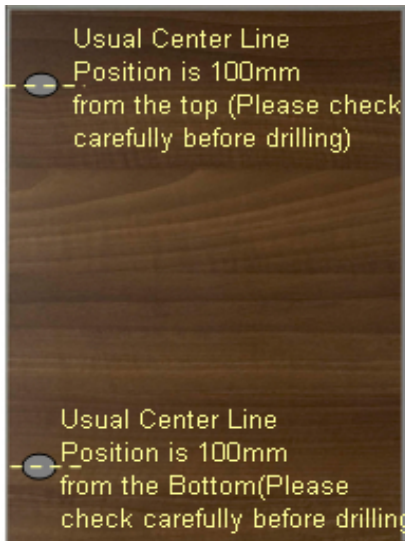 Usual Center Line
Position is 100mm
from the top (Please check
carefully before drilling)
Usual Center Line
Position is 100mm
from the Bottom(Please
check carefully before drilling